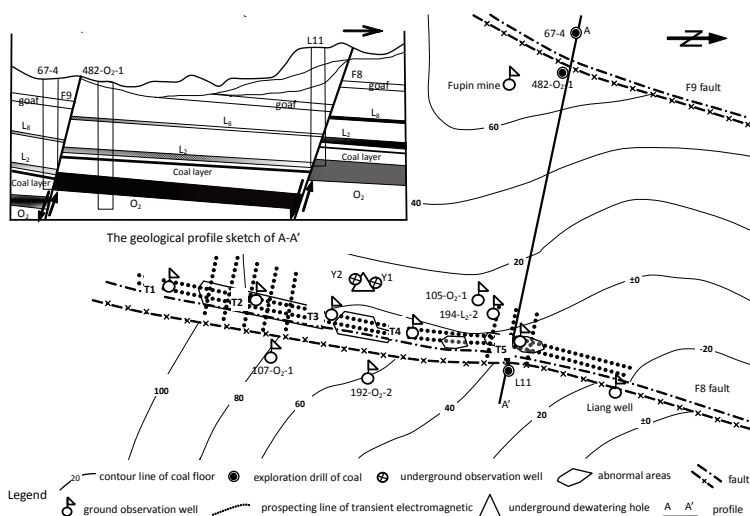 L11
67-4
482-O₂-1
F9
F8
goaf
goaf
goaf
L₈
L₈
L₈
L₂
L₂
L₂
Coal layer
Coal layer
Coal layer
O₂
O₂
O₂
The geological profile sketch of A-A’
67-4
A
N
482-O₂-1
Fupin mine
F9 fault
60
40
20
±0
-20
Y2
Y1
105-O₂-1
194-L₂-2
T1
T2
T3
T4
T5
107-O₂-1
192-O₂-2
L11
A’
Liang well
F8 fault
100
80
60
40
20
±0
Legend
20 contour line of coal floor
exploration drill of coal
underground observation well
abnormal areas
fault
ground observation well
prospecting line of transient electromagnetic
underground dewatering hole
A A’ profile